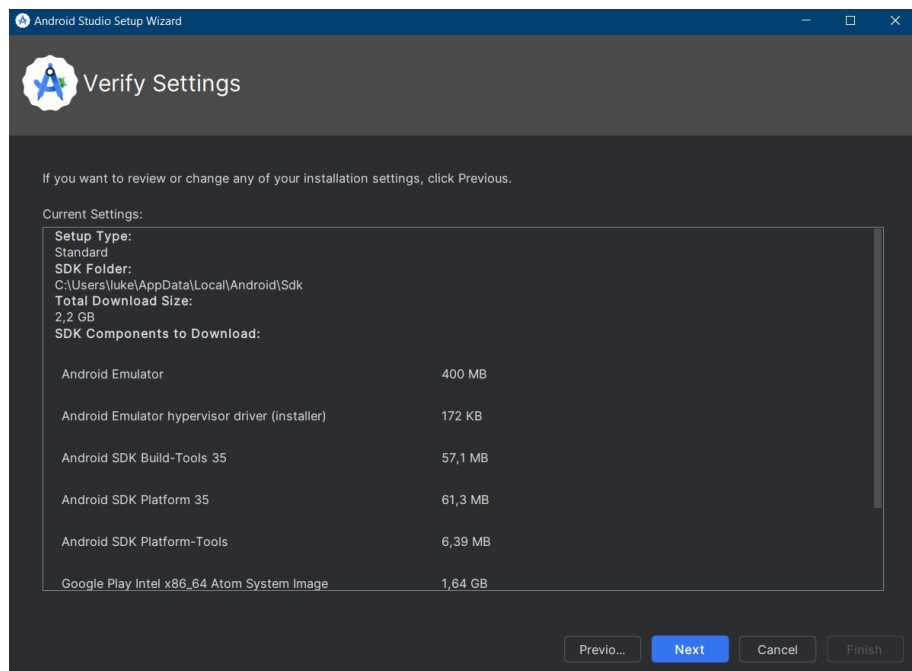 Android Studio Setup Wizard
Verify Settings
If you want to review or change any of your installation settings, click Previous.
Current Settings:
Setup Type:
Standard
SDK Folder:
C:\Users\luke\AppData\Local\Android\Sdk
Total Download Size:
2,2 GB
SDK Components to Download:
Android Emulator 400 MB
Android Emulator hypervisor driver (installer) 172 KB
Android SDK Build-Tools 35 57,1 MB
Android SDK Platform 35 61,3 MB
Android SDK Platform-Tools 6,39 MB
Google Play Intel x86_64 Atom System Image 1,64 GB
Previo... Next Cancel Finish